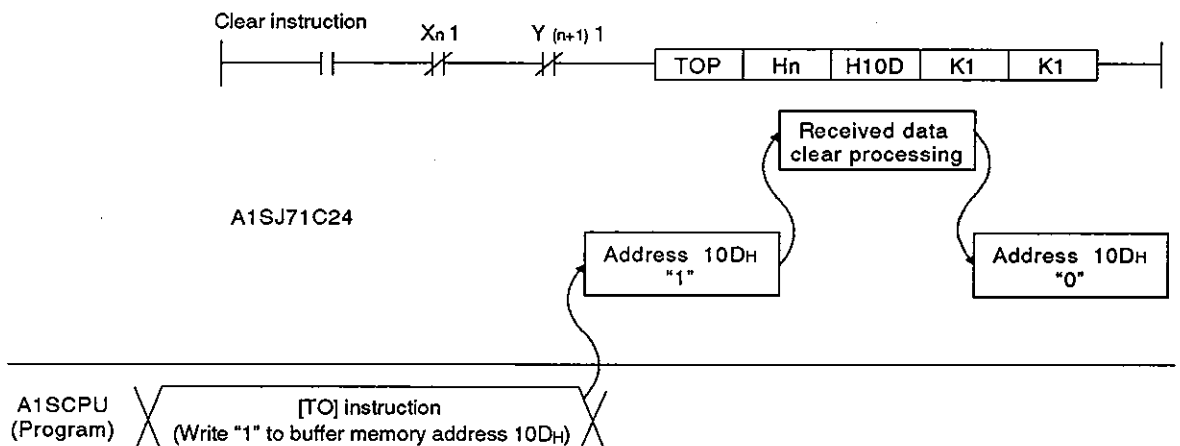 Clear instruction
Xn 1
Y (n+1) 1
TOP Hn H10D K1 K1
Received data
clear processing
A1SJ71C24
Address 10DH
"1"
Address 10DH
"0"
A1SCPU
(Program)
[TO] instruction
(Write "1" to buffer memory address 10DH)